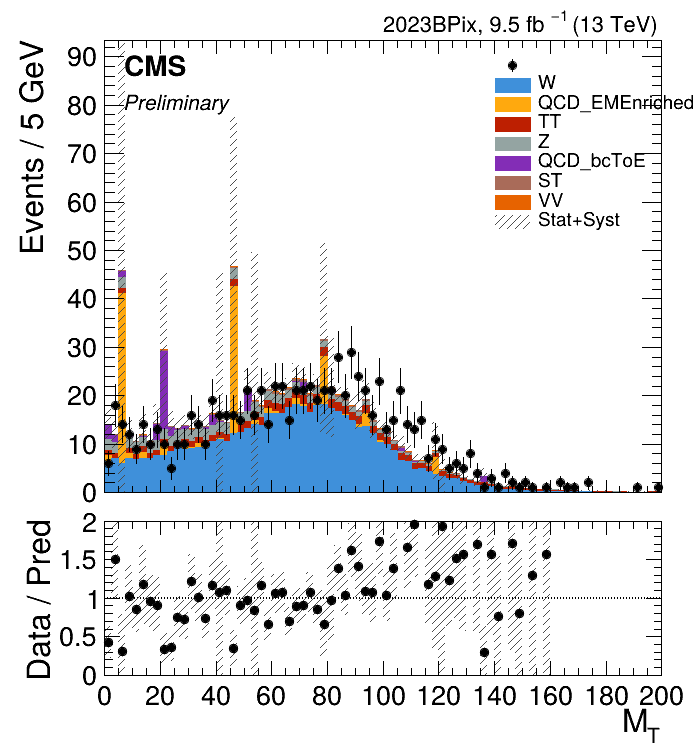 2023BPix, 9.5 fb⁻¹ (13 TeV)
CMS
Preliminary
W
QCD_EMEnriched
TT
Z
QCD_bcToE
ST
VV
Stat+Syst
Events / 5 GeV
90
80
70
60
50
40
30
20
10
0
Data / Pred
2
1.5
1
0.5
0
0 20 40 60 80 100 120 140 160 180 200
M_T